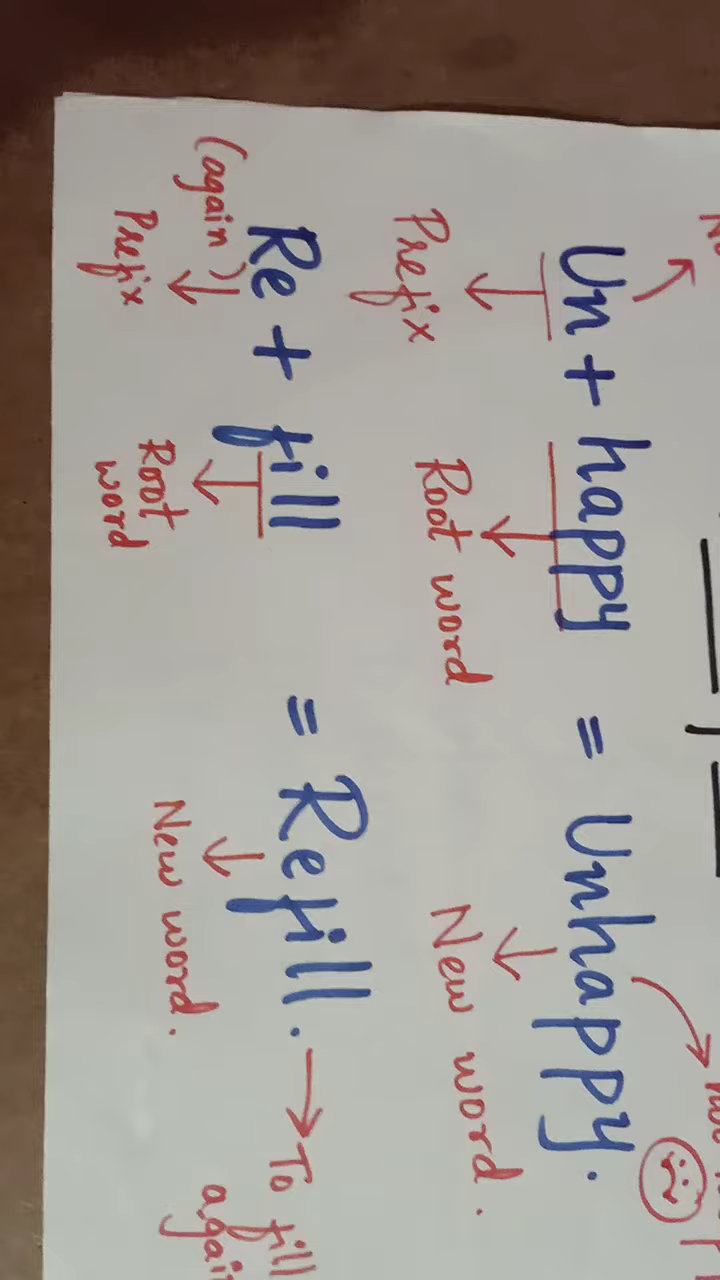 Un + happy = Unhappy.
Prefix Root word New word.
Re + fill = Refill. → To fill again
(again)
Prefix Root word New word.